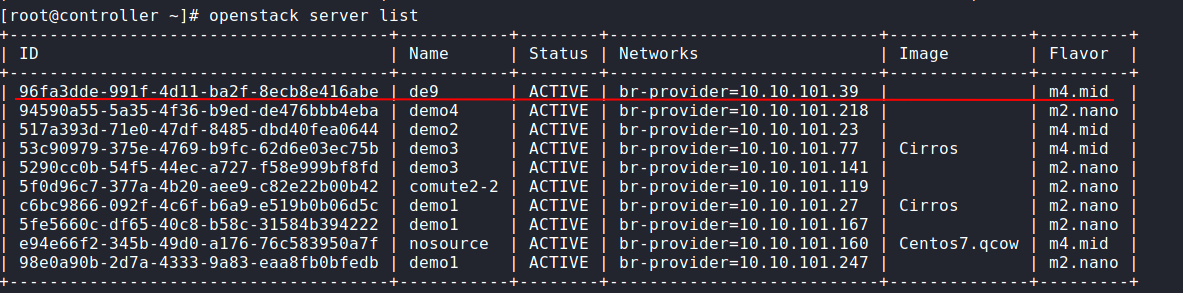 [root@controller ~]# openstack server list
+--------------------------------------+-----------+--------+---------------------------+--------------+---------+
| ID                                   | Name      | Status | Networks                  | Image        | Flavor  |
+--------------------------------------+-----------+--------+---------------------------+--------------+---------+
| 96fa3dde-991f-4d11-ba2f-8ecb8e416abe | de9       | ACTIVE | br-provider=10.10.101.39  |              | m4.mid  |
| 94590a55-5a35-4f36-b9ed-de476bbb4eba | demo4     | ACTIVE | br-provider=10.10.101.218 |              | m2.nano |
| 517a393d-71e0-47df-8485-dbd40fea0644 | demo2     | ACTIVE | br-provider=10.10.101.23  |              | m4.mid  |
| 53c90979-375e-4769-b9fc-62d6e03ec75b | demo3     | ACTIVE | br-provider=10.10.101.77  | Cirros       | m4.mid  |
| 5290cc0b-54f5-44ec-a727-f58e999bf8fd | demo3     | ACTIVE | br-provider=10.10.101.141 |              | m2.nano |
| 5f0d96c7-377a-4b20-aee9-c82e22b00b42 | comute2-2 | ACTIVE | br-provider=10.10.101.119 |              | m2.nano |
| c6bc9866-092f-4c6f-b6a9-e519b0b06d5c | demo1     | ACTIVE | br-provider=10.10.101.27  | Cirros       | m2.nano |
| 5fe5660c-df65-40c8-b58c-31584b394222 | demo1     | ACTIVE | br-provider=10.10.101.167 |              | m2.nano |
| e94e66f2-345b-49d0-a176-76c583950a7f | nosource  | ACTIVE | br-provider=10.10.101.160 | Centos7.qcow | m4.mid  |
| 98e0a90b-2d7a-4333-9a83-eaa8fb0bfedb | demo1     | ACTIVE | br-provider=10.10.101.247 |              | m2.nano |
+--------------------------------------+-----------+--------+---------------------------+--------------+---------+